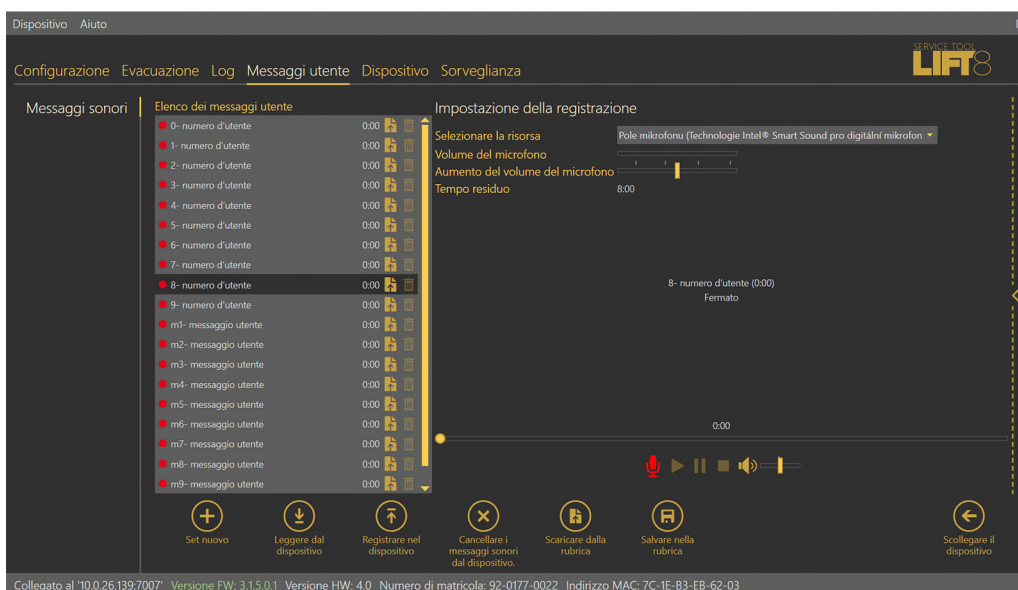 Dispositivo Aiuto
SERVICE TOOL
LIFT8
Configurazione Evacuazione Log Messaggi utente Dispositivo Sorveglianza
Messaggi sonori
Elenco dei messaggi utente
0- numero d'utente 0:00
1- numero d'utente 0:00
2- numero d'utente 0:00
3- numero d'utente 0:00
4- numero d'utente 0:00
5- numero d'utente 0:00
6- numero d'utente 0:00
7- numero d'utente 0:00
8- numero d'utente 0:00
9- numero d'utente 0:00
m1- messaggio utente 0:00
m2- messaggio utente 0:00
m3- messaggio utente 0:00
m4- messaggio utente 0:00
m5- messaggio utente 0:00
m6- messaggio utente 0:00
m7- messaggio utente 0:00
m8- messaggio utente 0:00
m9- messaggio utente 0:00
Impostazione della registrazione
Selezionare la risorsa Pole mikrofonu (Technologie Intel® Smart Sound pro digitální mikrofon
Volume del microfono
Aumento del volume del microfono
Tempo residuo 8:00
8- numero d'utente (0:00)
Fermato
0:00
Set nuovo
Leggere dal
dispositivo
Registrare nel
dispositivo
Cancellare i
messaggi sonori
dal dispositivo.
Scaricare dalla
rubrica
Salvare nella
rubrica
Scollegare il
dispositivo
Collegato al '10.0.26.139:7007' Versione FW: 3.1.5.0.1 Versione HW: 4.0 Numero di matricola: 92-0177-0022 Indirizzo MAC: 7C-1E-B3-EB-62-03